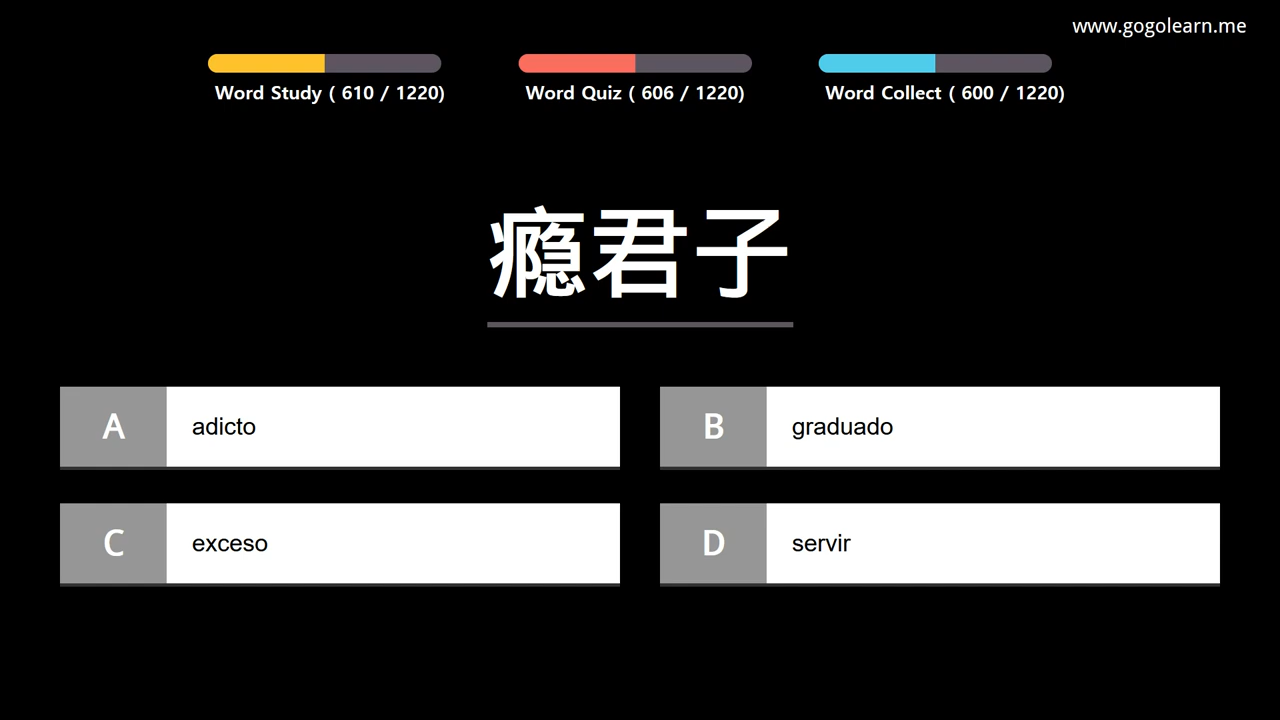 www.gogolearn.me
Word Study ( 610 / 1220)
Word Quiz ( 606 / 1220)
Word Collect ( 600 / 1220)
瘾君子
A adicto
B graduado
C exceso
D servir